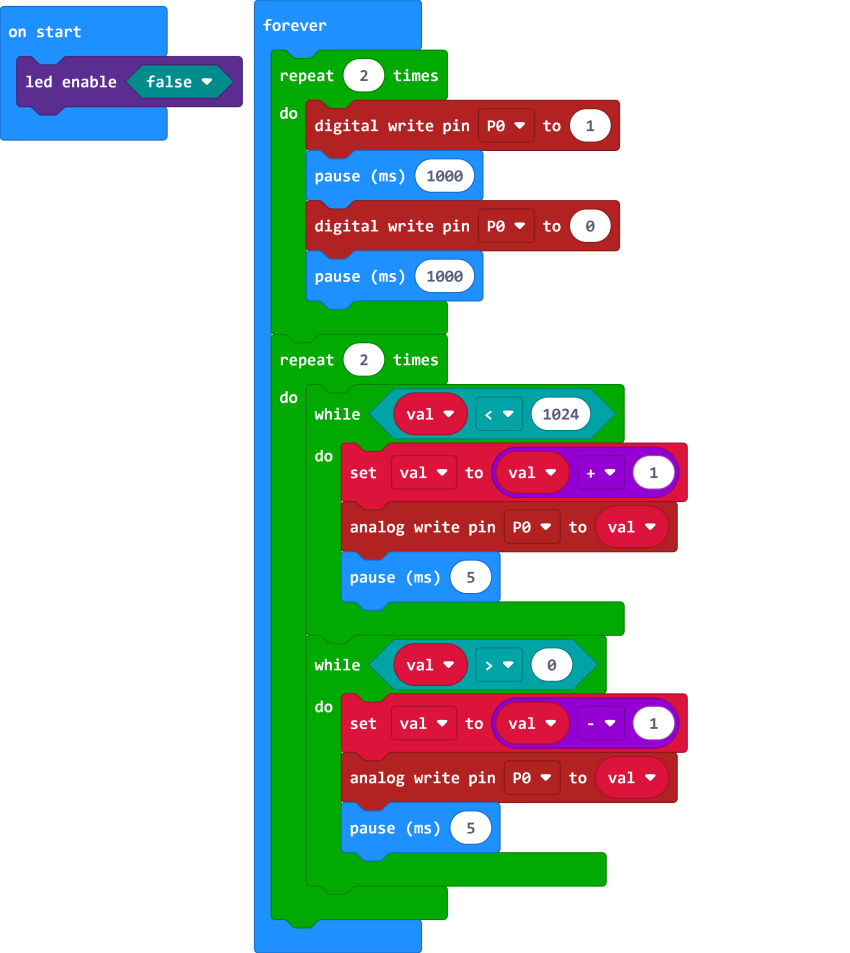 on start
led enable false
forever
repeat 2 times
do
digital write pin P0 to 1
pause (ms) 1000
digital write pin P0 to 0
pause (ms) 1000
repeat 2 times
do
while val < 1024
do
set val to val + 1
analog write pin P0 to val
pause (ms) 5
while val > 0
do
set val to val - 1
analog write pin P0 to val
pause (ms) 5